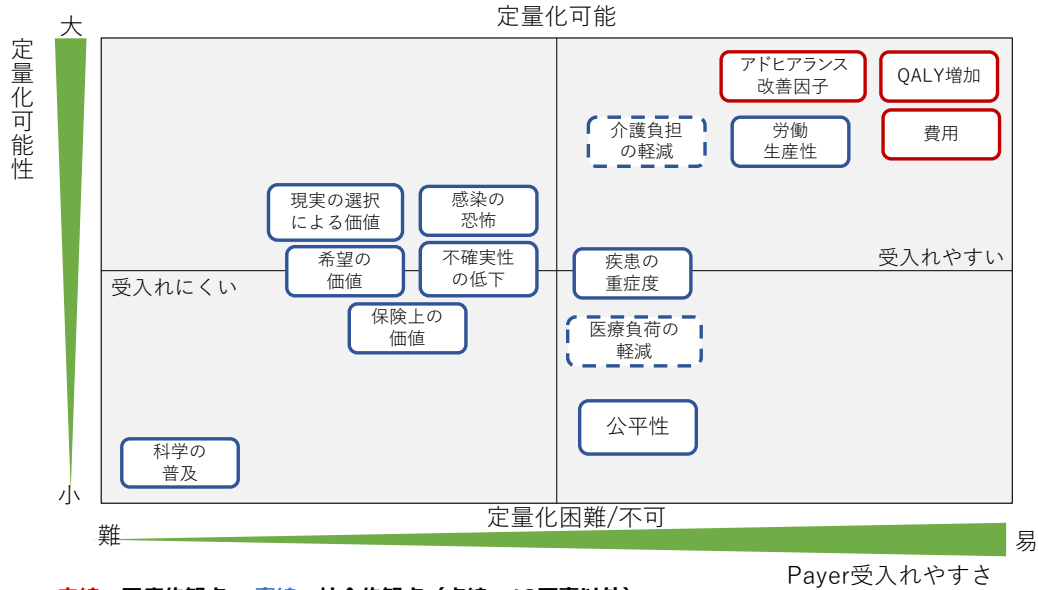 定量化可能
大
定量化可能性
アドヒアランス
改善因子
QALY増加
介護負担
の軽減
労働
生産性
費用
現実の選択
による価値
感染の
恐怖
希望の
価値
不確実性
の低下
疾患の
重症度
受入れやすい
受入れにくい
保険上の
価値
医療負荷の
軽減
公平性
科学の
普及
小
定量化困難/不可
難
易
Payer受入れやすさ